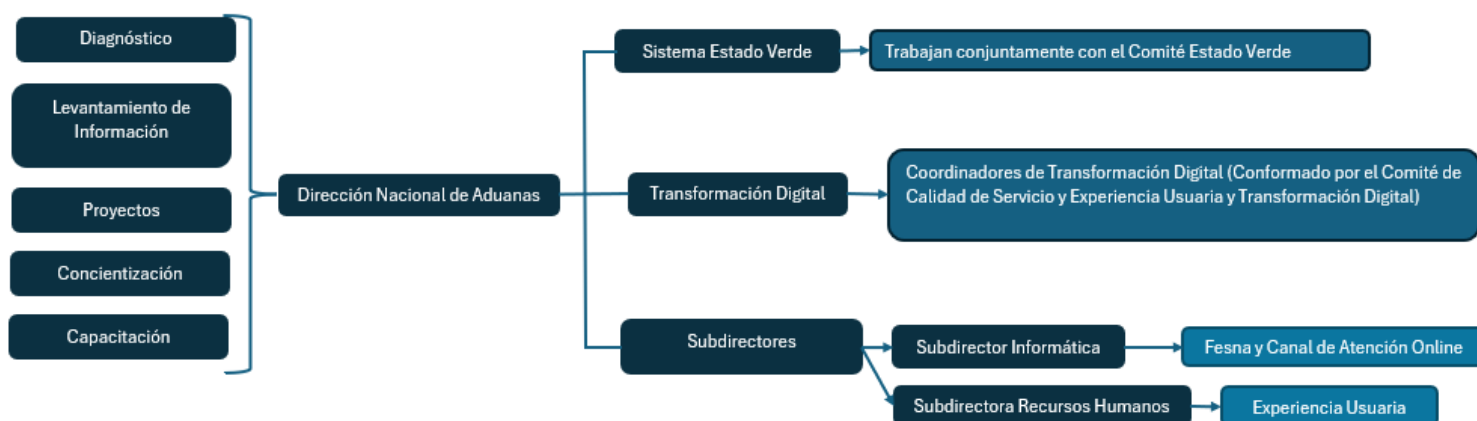 Diagnóstico
Levantamiento de
Información
Proyectos
Concientización
Capacitación
Dirección Nacional de Aduanas
Sistema Estado Verde
Trabajan conjuntamente con el Comité Estado Verde
Transformación Digital
Coordinadores de Transformación Digital (Conformado por el Comité de
Calidad de Servicio y Experiencia Usuaria y Transformación Digital)
Subdirectores
Subdirector Informática
Fesna y Canal de Atención Online
Subdirectora Recursos Humanos
Experiencia Usuaria